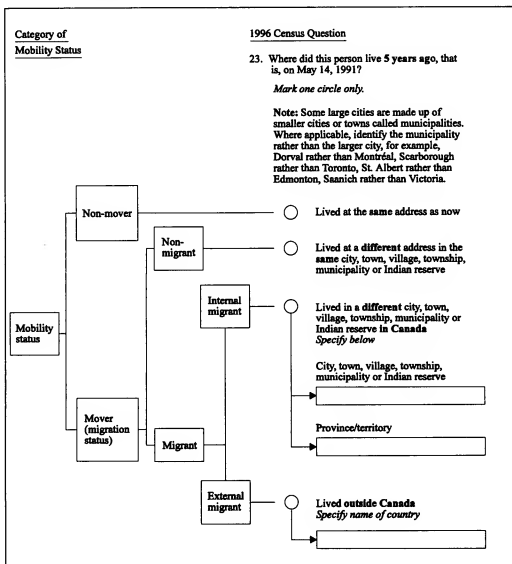 Category of
Mobility Status
1996 Census Question
23. Where did this person live 5 years ago, that
is, on May 14, 1991?
Mark one circle only.
Note: Some large cities are made up of
smaller cities or towns called municipalities.
Where applicable, identify the municipality
rather than the larger city, for example,
Dorval rather than Montréal, Scarborough
rather than Toronto, St. Albert rather than
Edmonton, Saanich rather than Victoria.
Non-mover
Lived at the same address as now
Non-
migrant
Lived at a different address in the
same city, town, village, township,
municipality or Indian reserve
Internal
migrant
Lived in a different city, town,
village, township, municipality or
Indian reserve in Canada
Specify below
Mobility
status
City, town, village, township,
municipality or Indian reserve
Mover
(migration
status)
Migrant
Province/territory
External
migrant
Lived outside Canada
Specify name of country